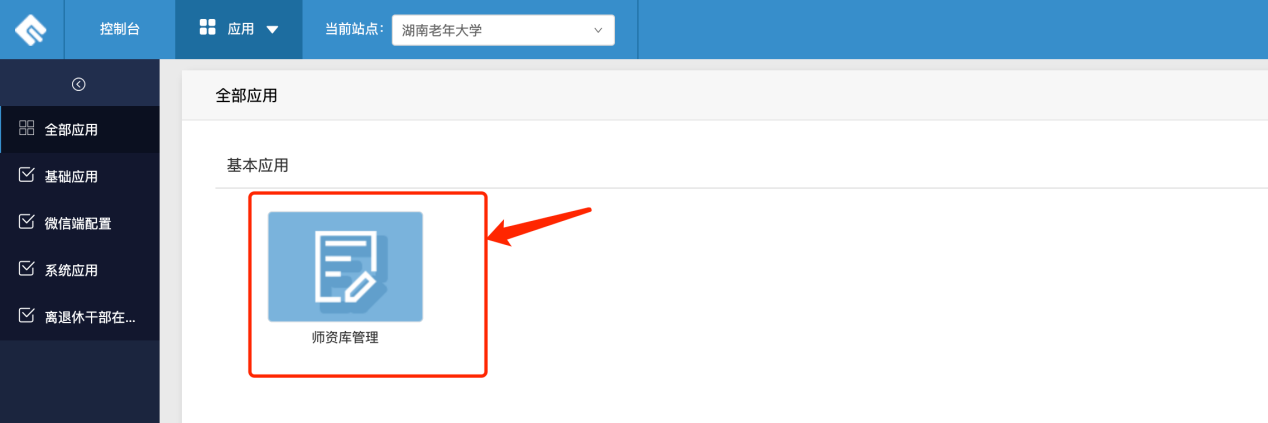 控制台
应用
当前站点:
湖南老年大学
全部应用
基础应用
微信端配置
系统应用
离退休干部在...
全部应用
基本应用
师资库管理